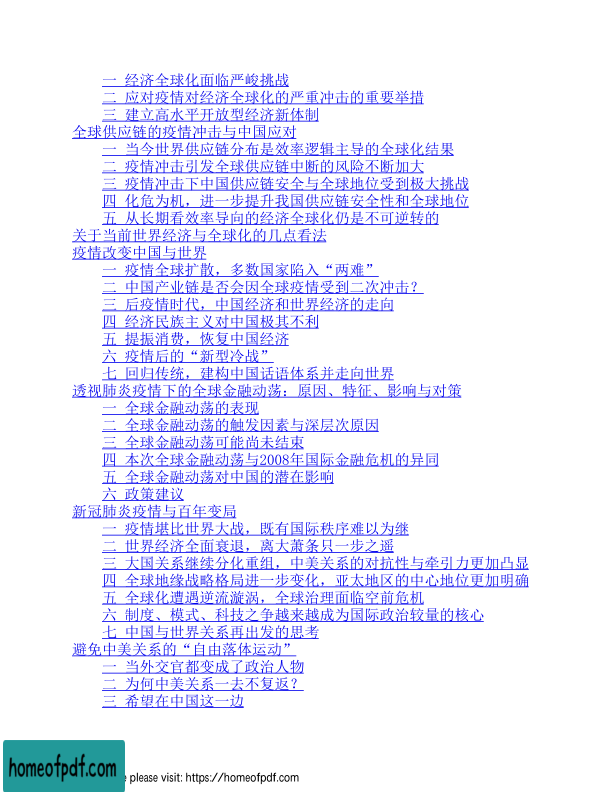 一 经济全球化面临严峻挑战
二 应对疫情对经济全球化的严重冲击的重要举措
三 建立高水平开放型经济新体制
全球供应链的疫情冲击与中国应对
一 当今世界供应链分布是效率逻辑主导的全球化结果
二 疫情冲击引发全球供应链中断的风险不断加大
三 疫情冲击下中国供应链安全与全球地位受到极大挑战
四 化危为机，进一步提升我国供应链安全性和全球地位
五 从长期看效率导向的经济全球化仍是不可逆转的
关于当前世界经济与全球化的几点看法
疫情改变中国与世界
一 疫情全球扩散，多数国家陷入“两难”
二 中国产业链是否会因全球疫情受到二次冲击？
三 后疫情时代，中国经济和世界经济的走向
四 经济民族主义对中国极其不利
五 提振消费，恢复中国经济
六 疫情后的“新型冷战”
七 回归传统，建构中国话语体系并走向世界
透视肺炎疫情下的全球金融动荡：原因、特征、影响与对策
一 全球金融动荡的表现
二 全球金融动荡的触发因素与深层次原因
三 全球金融动荡可能尚未结束
四 本次全球金融动荡与2008年国际金融危机的异同
五 全球金融动荡对中国的潜在影响
六 政策建议
新冠肺炎疫情与百年变局
一 疫情堪比世界大战，既有国际秩序难以为继
二 世界经济全面衰退，离大萧条只一步之遥
三 大国关系继续分化重组，中美关系的对抗性与牵引力更加凸显
四 全球地缘战略格局进一步变化，亚太地区的中心地位更加明确
五 全球化遭遇逆流漩涡，全球治理面临空前危机
六 制度、模式、科技之争越来越成为国际政治较量的核心
七 中国与世界关系再出发的思考
避免中美关系的“自由落体运动”
一 当外交官都变成了政治人物
二 为何中美关系一去不复返？
三 希望在中国这一边
homeofpdf.com
please visit: https://homeofpdf.com